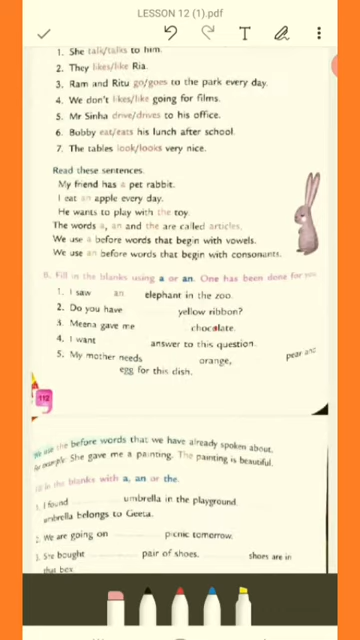 LESSON 12 (1).pdf
1. She talk/talks to him.
2. They likes/like Ria.
3. Ram and Ritu go/goes to the park every day.
4. We don't likes/like going for films.
5. Mr Sinha drive/drives to his office.
6. Bobby eat/eats his lunch after school.
7. The tables look/looks very nice.
Read these sentences.
My friend has a pet rabbit.
I eat an apple every day.
He wants to play with the toy.
The words a, an and the are called articles.
We use a before words that begin with vowels.
We use an before words that begin with consonants.
B. Fill in the blanks using a or an. One has been done for you
1. I saw an elephant in the zoo.
2. Do you have yellow ribbon?
3. Meena gave me chocolate.
4. I want answer to this question.
5. My mother needs orange, pear and
egg for this dish.
112
We use the before words that we have already spoken about.
For example: She gave me a painting. The painting is beautiful.
in the blanks with a, an or the.
1. I found umbrella in the playground.
umbrella belongs to Geeta.
2. We are going on picnic tomorrow.
3. She bought pair of shoes. shoes are in
that box.